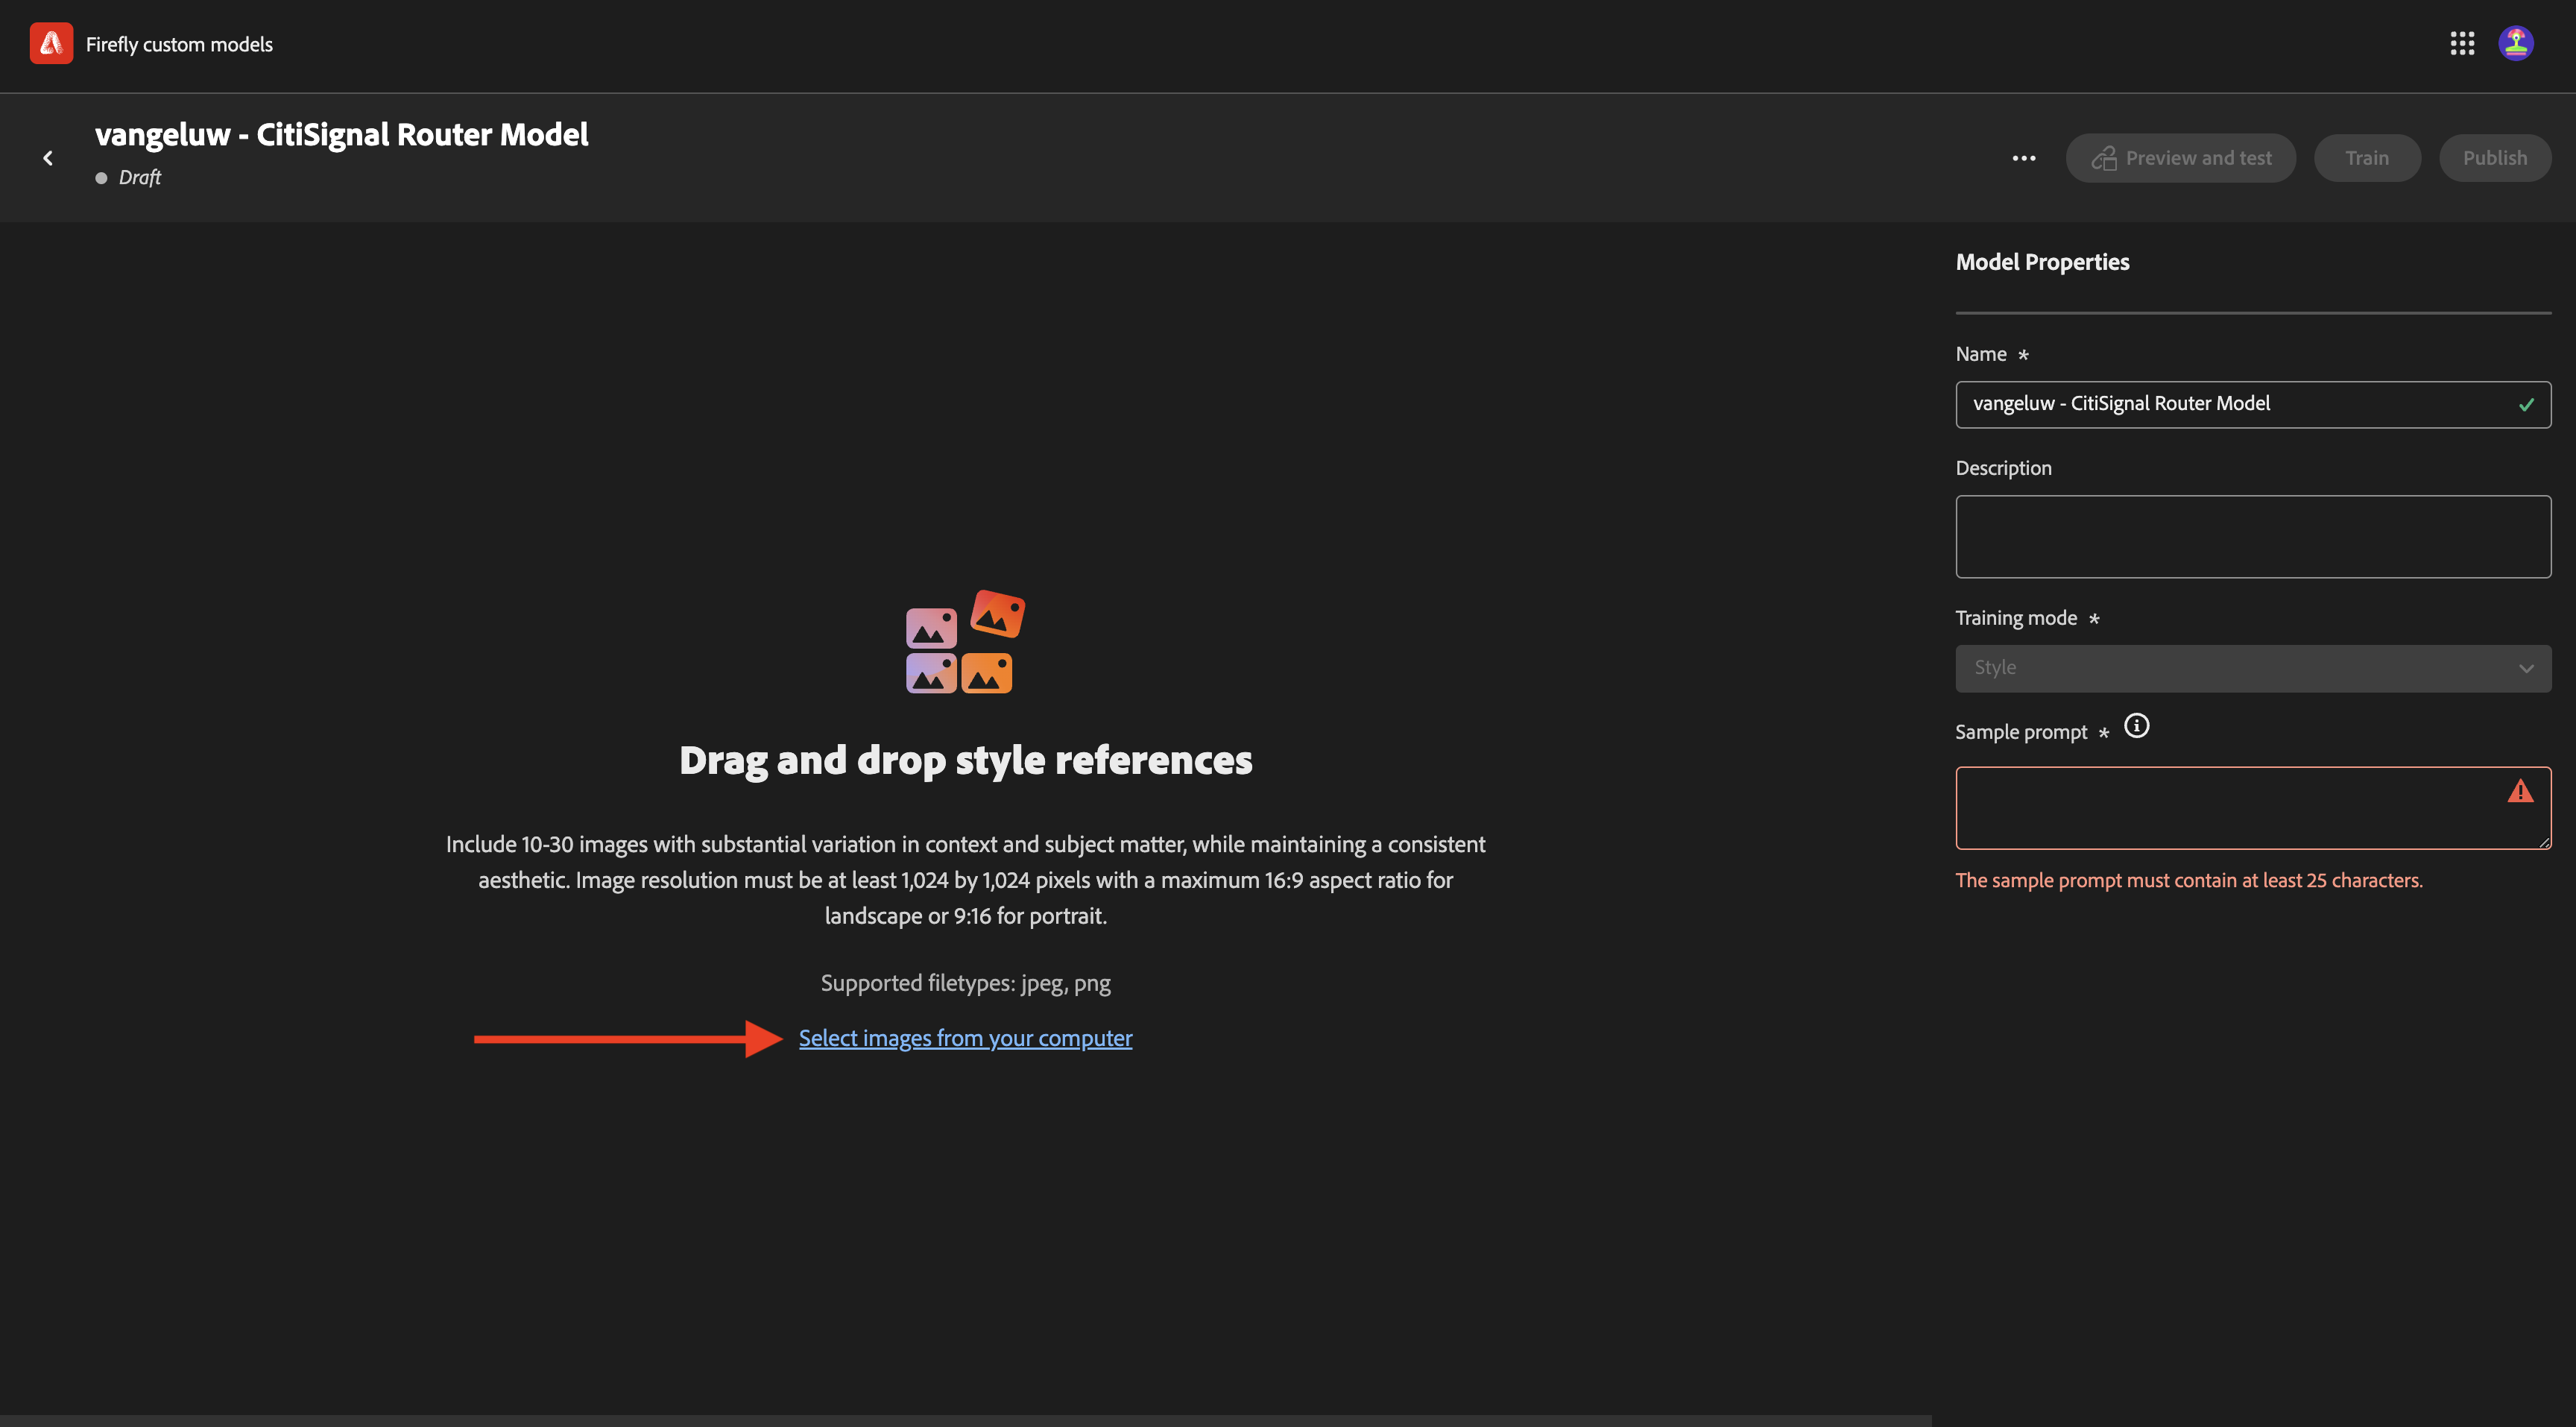 Firefly custom models
vangeluw - CitiSignal Router Model
Draft
Preview and test
Train
Publish
Drag and drop style references
Include 10-30 images with substantial variation in context and subject matter, while maintaining a consistent
aesthetic. Image resolution must be at least 1,024 by 1,024 pixels with a maximum 16:9 aspect ratio for
landscape or 9:16 for portrait.
Supported filetypes: jpeg, png
Select images from your computer
Model Properties
Name *
vangeluw - CitiSignal Router Model
Description
Training mode *
Style
Sample prompt *
The sample prompt must contain at least 25 characters.